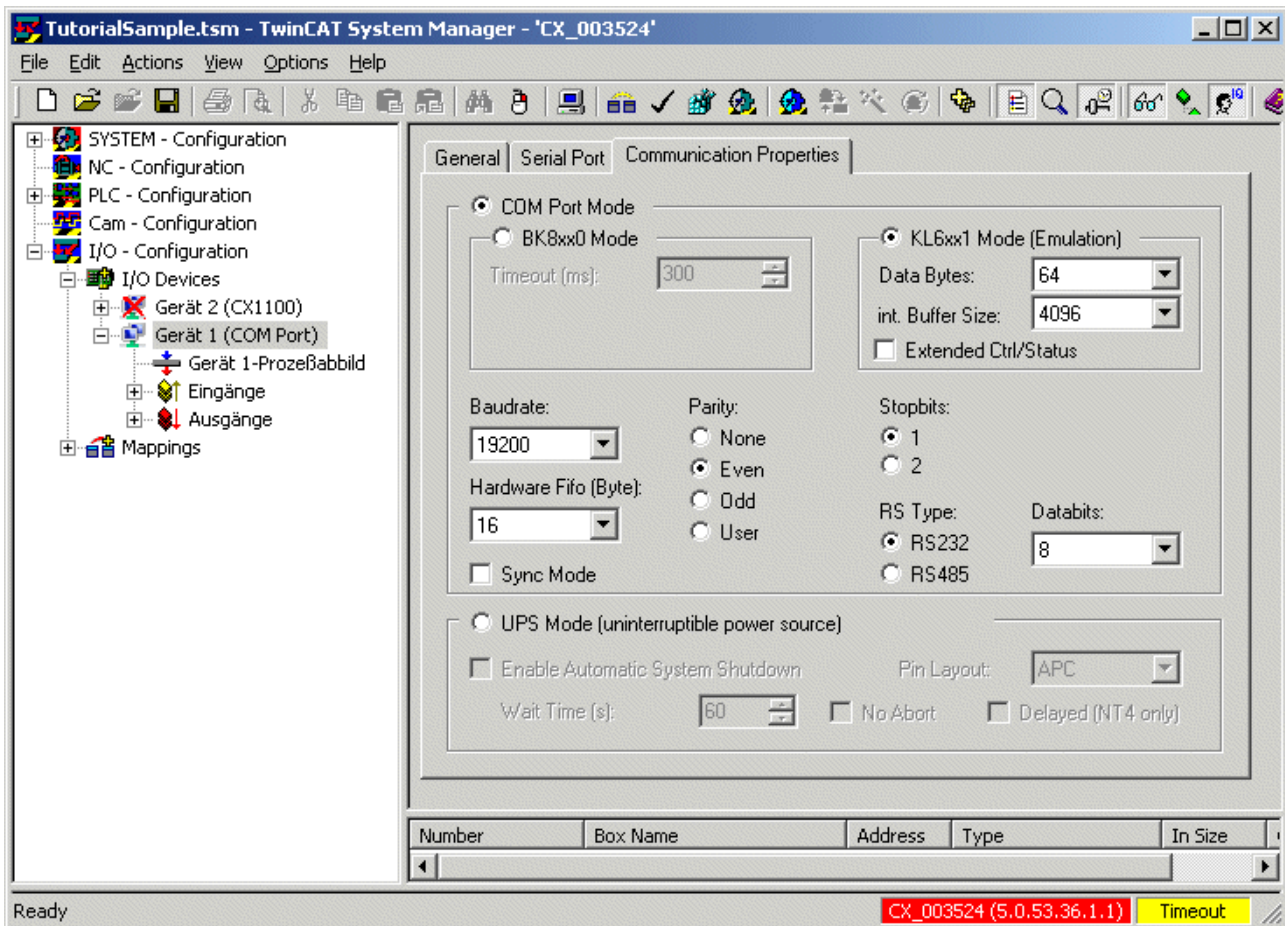 TutorialSample.tsm - TwinCAT System Manager - 'CX_003524'
File Edit Actions View Options Help
SYSTEM - Configuration
NC - Configuration
PLC - Configuration
Cam - Configuration
I/O - Configuration
I/O Devices
Gerät 2 (CX1100)
Gerät 1 (COM Port)
Gerät 1-Prozeßabbild
Eingänge
Ausgänge
Mappings
General Serial Port Communication Properties
COM Port Mode
BK8xx0 Mode
Timeout (ms): 300
KL6xx1 Mode (Emulation)
Data Bytes: 64
int. Buffer Size: 4096
Extended Ctrl/Status
Baudrate:
19200
Hardware Fifo (Byte):
16
Sync Mode
Parity:
None
Even
Odd
User
Stopbits:
1
2
RS Type:
RS232
RS485
Databits:
8
UPS Mode (uninterruptible power source)
Enable Automatic System Shutdown Pin Layout: APC
Wait Time (s): 60 No Abort Delayed (NT4 only)
Number Box Name Address Type In Size
Ready CX_003524 (5.0.53.36.1.1) Timeout